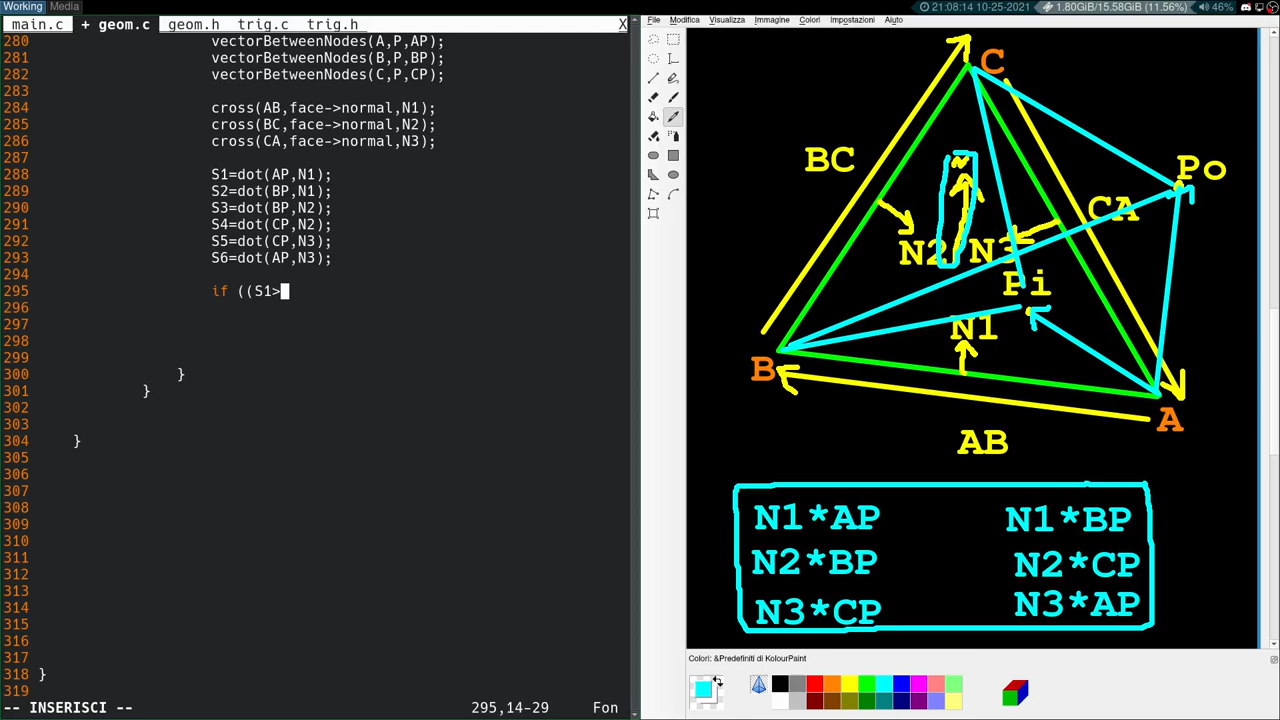 Working Media
21:08:14 10-25-2021
1.80GiB/15.58GiB (11.56%)
46%
main.c + geom.c geom.h trig.c trig.h X
File Modifica Visualizza Immagine Colori Impostazioni Aiuto
280 vectorBetweenNodes(A,P,AP);
281 vectorBetweenNodes(B,P,BP);
282 vectorBetweenNodes(C,P,CP);
283
284 cross(AB,face->normal,N1);
285 cross(BC,face->normal,N2);
286 cross(CA,face->normal,N3);
287
288 S1=dot(AP,N1);
289 S2=dot(BP,N1);
290 S3=dot(BP,N2);
291 S4=dot(CP,N2);
292 S5=dot(CP,N3);
293 S6=dot(AP,N3);
294
295 if ((S1>
296
297
298
299
300 }
301 }
302
303
304 }
305
306
307
308
309
310
311
312
313
314
315
316
317
318 }
319
-- INSERISCI -- 295,14-29 Fon
C
BC
N
Po
CA
N2
N3
Pi
N1
B
A
AB
N1*AP N1*BP
N2*BP N2*CP
N3*CP N3*AP
Colori: &Predefiniti di KolourPaint